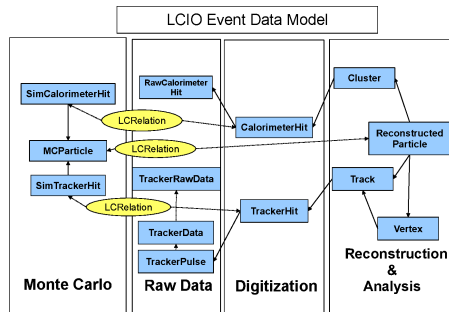 LCIO Event Data Model
SimCalorimeterHit
MCParticle
SimTrackerHit
Monte Carlo
LCRelation
LCRelation
LCRelation
RawCalorimeter
Hit
TrackerRawData
TrackerData
TrackerPulse
Raw Data
CalorimeterHit
TrackerHit
Digitization
Cluster
Reconstructed
Particle
Track
Vertex
Reconstruction
&
Analysis